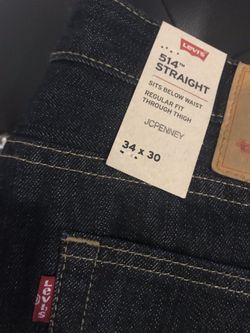 Levi's
514™
STRAIGHT
SITS BELOW WAIST
REGULAR FIT
THROUGH THIGH
JCPENNEY
34 x 30
Levi's